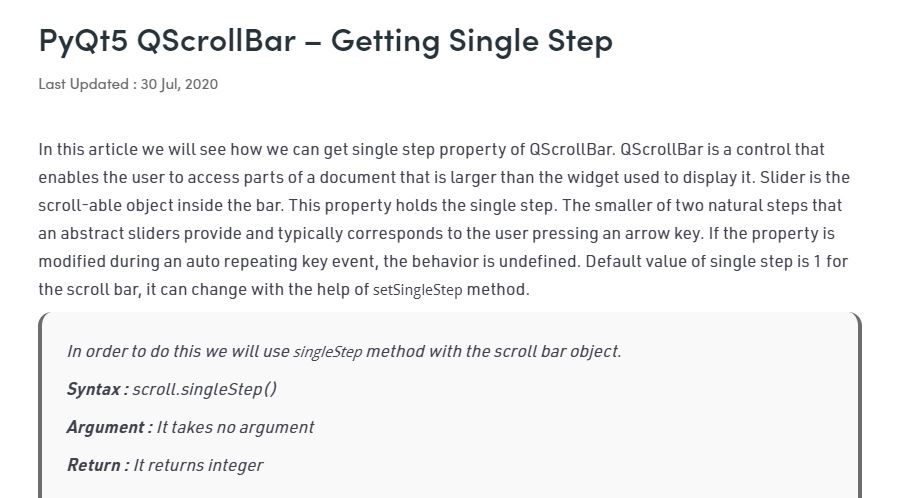 PyQt5 QScrollBar – Getting Single Step
Last Updated : 30 Jul, 2020
In this article we will see how we can get single step property of QScrollBar. QScrollBar is a control that
enables the user to access parts of a document that is larger than the widget used to display it. Slider is the
scroll-able object inside the bar. This property holds the single step. The smaller of two natural steps that
an abstract sliders provide and typically corresponds to the user pressing an arrow key. If the property is
modified during an auto repeating key event, the behavior is undefined. Default value of single step is 1 for
the scroll bar, it can change with the help of setSingleStep method.
In order to do this we will use singleStep method with the scroll bar object.
Syntax : scroll.singleStep()
Argument : It takes no argument
Return : It returns integer